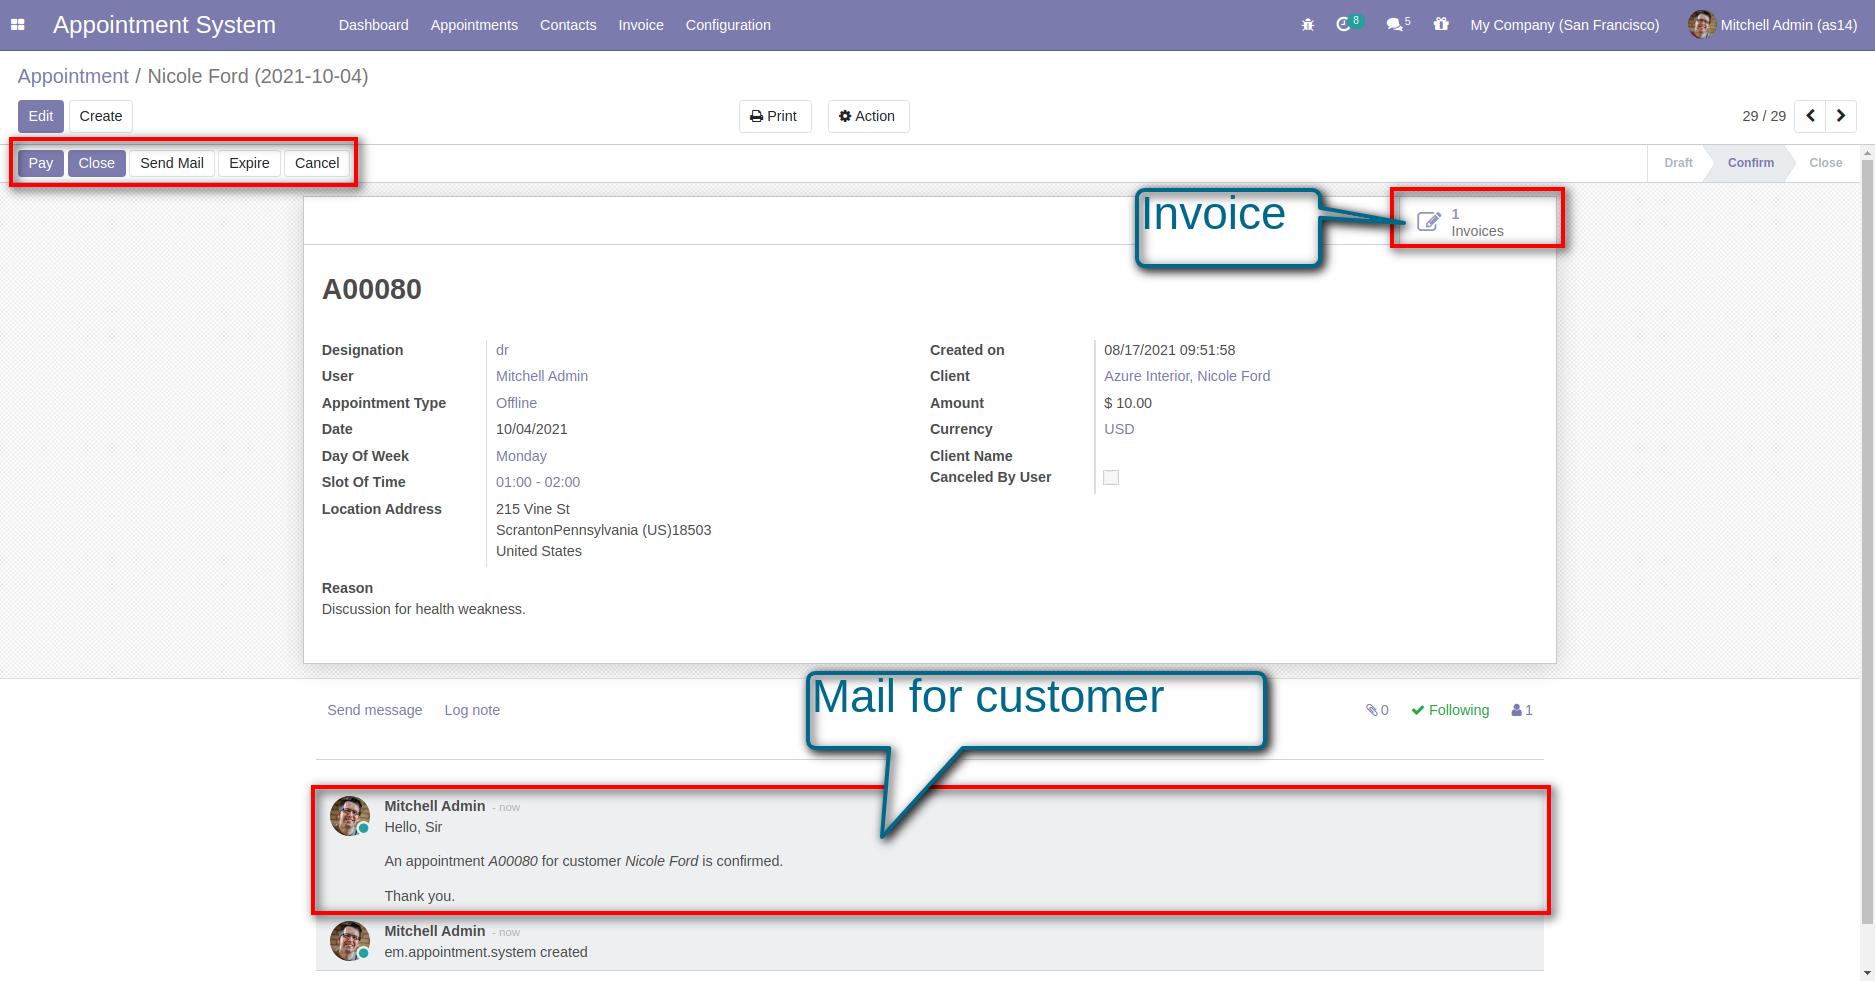 Appointment System Dashboard Appointments Contacts Invoice Configuration 8 5 My Company (San Francisco) Mitchell Admin (as14)
Appointment / Nicole Ford (2021-10-04)
Edit Create Print Action 29 / 29
Pay Close Send Mail Expire Cancel Draft Confirm Close
Invoice
1
Invoices
A00080
Designation dr
User Mitchell Admin
Appointment Type Offline
Date 10/04/2021
Day Of Week Monday
Slot Of Time 01:00 - 02:00
Location Address 215 Vine St
ScrantonPennsylvania (US)18503
United States
Created on 08/17/2021 09:51:58
Client Azure Interior, Nicole Ford
Amount $ 10.00
Currency USD
Client Name
Canceled By User
Reason
Discussion for health weakness.
Mail for customer
Send message Log note 0 Following 1
Mitchell Admin - now
Hello, Sir
An appointment A00080 for customer Nicole Ford is confirmed.
Thank you.
Mitchell Admin - now
em.appointment.system created